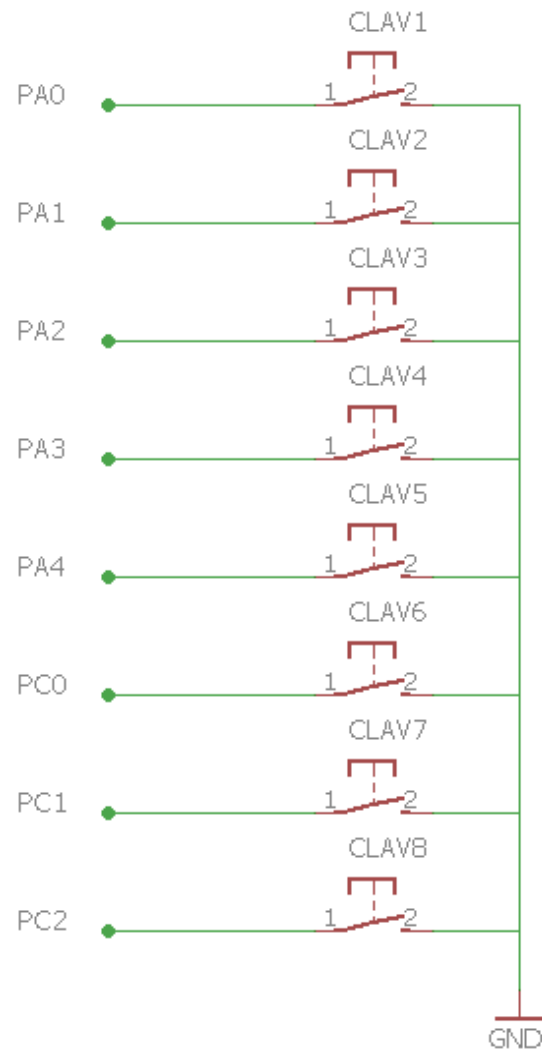 CLAV1
PA0 1 2
CLAV2
PA1 1 2
CLAV3
PA2 1 2
CLAV4
PA3 1 2
CLAV5
PA4 1 2
CLAV6
PC0 1 2
CLAV7
PC1 1 2
CLAV8
PC2 1 2
GND